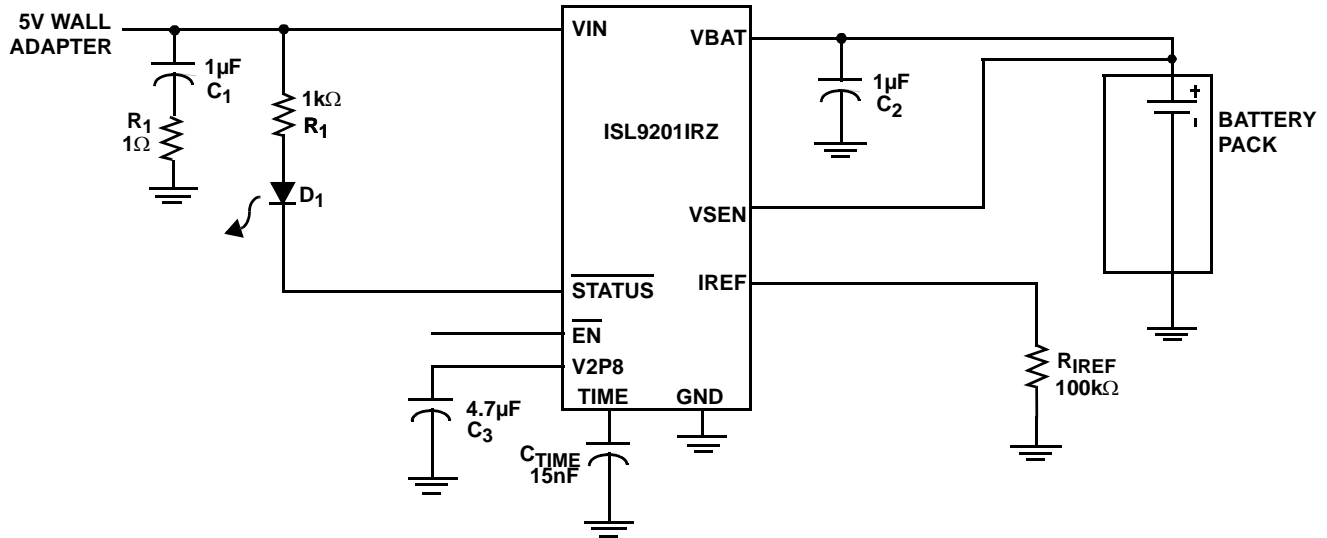 5V WALL
ADAPTER
1µF
C1
R1
1Ω
1kΩ
R1
D1
VIN
VBAT
ISL9201IRZ
VSEN
IREF
STATUS
EN
V2P8
TIME
GND
1µF
C2
+
-
BATTERY
PACK
RIREF
100kΩ
4.7µF
C3
CTIME
15nF